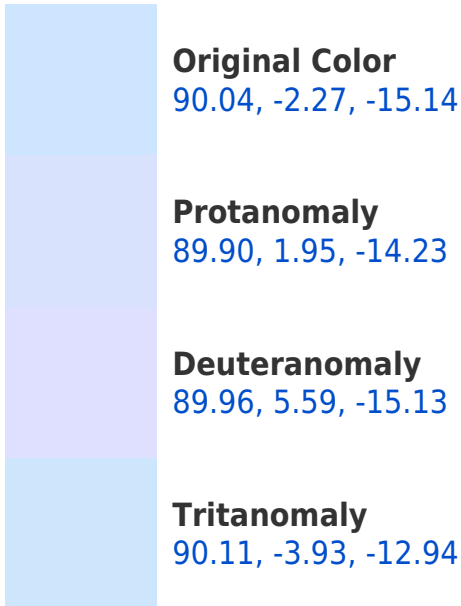 Original Color
90.04, -2.27, -15.14
Protanomaly
89.90, 1.95, -14.23
Deuteranomaly
89.96, 5.59, -15.13
Tritanomaly
90.11, -3.93, -12.94